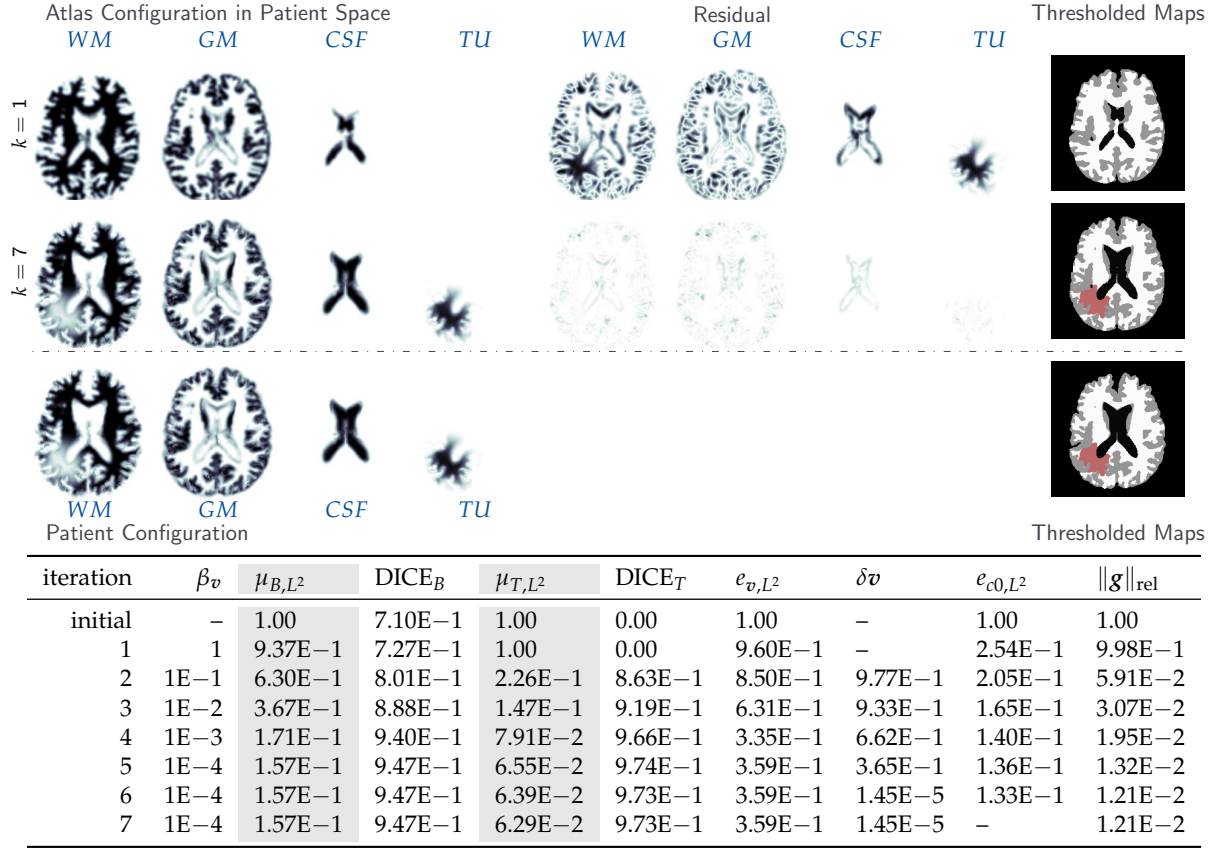 Atlas Configuration in Patient Space Residual Thresholded Maps
WM GM CSF TU WM GM CSF TU
k = 1
k = 7
WM GM CSF TU
Patient Configuration Thresholded Maps
iteration β_v μ_{B,L²} DICE_B μ_{T,L²} DICE_T e_{v,L²} δv e_{c0,L²} ‖g‖_rel
initial – 1.00 7.10E−1 1.00 0.00 1.00 – 1.00 1.00
1 1 9.37E−1 7.27E−1 1.00 0.00 9.60E−1 – 2.54E−1 9.98E−1
2 1E−1 6.30E−1 8.01E−1 2.26E−1 8.63E−1 8.50E−1 9.77E−1 2.05E−1 5.91E−2
3 1E−2 3.67E−1 8.88E−1 1.47E−1 9.19E−1 6.31E−1 9.33E−1 1.65E−1 3.07E−2
4 1E−3 1.71E−1 9.40E−1 7.91E−2 9.66E−1 3.35E−1 6.62E−1 1.40E−1 1.95E−2
5 1E−4 1.57E−1 9.47E−1 6.55E−2 9.74E−1 3.59E−1 3.65E−1 1.36E−1 1.32E−2
6 1E−4 1.57E−1 9.47E−1 6.39E−2 9.73E−1 3.59E−1 1.45E−5 1.33E−1 1.21E−2
7 1E−4 1.57E−1 9.47E−1 6.29E−2 9.73E−1 3.59E−1 1.45E−5 – 1.21E−2